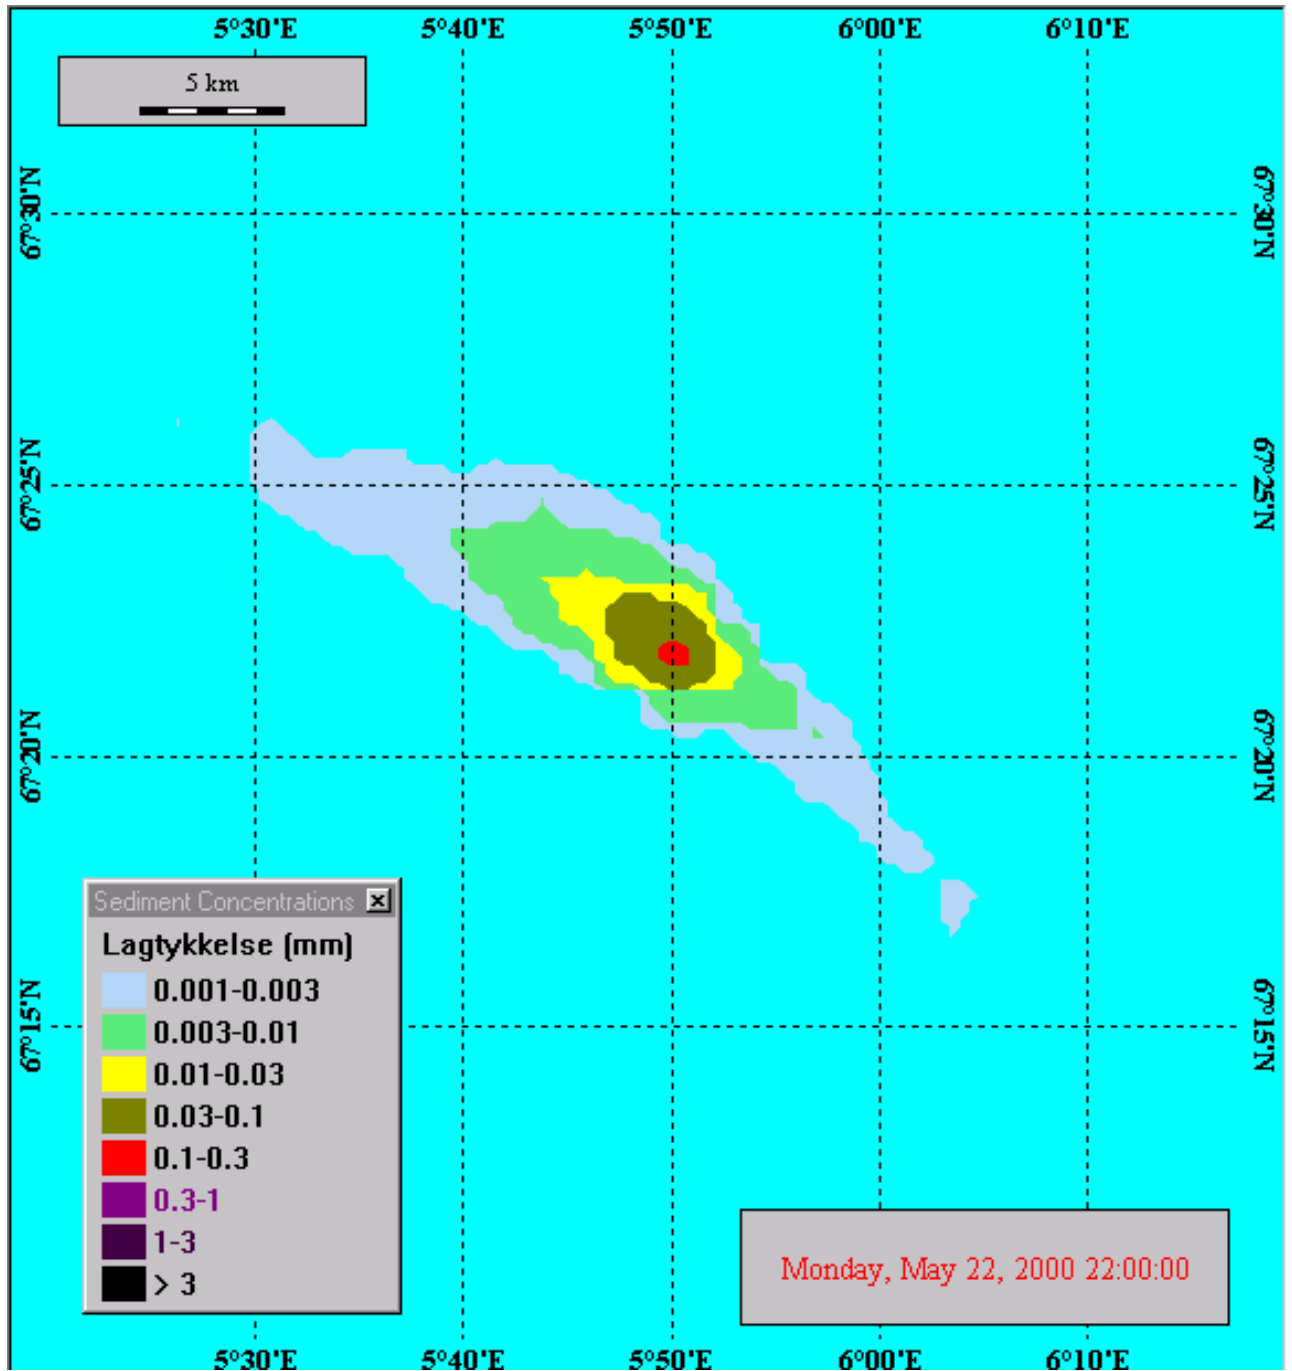 5°30'E 5°40'E 5°50'E 6°00'E 6°10'E
5 km
67°30'N 67°30'N
67°25'N 67°25'N
67°20'N 67°20'N
67°15'N 67°15'N
Sediment Concentrations
Lagtykkelse (mm)
0.001-0.003
0.003-0.01
0.01-0.03
0.03-0.1
0.1-0.3
0.3-1
1-3
> 3
Monday, May 22, 2000 22:00:00
5°30'E 5°40'E 5°50'E 6°00'E 6°10'E